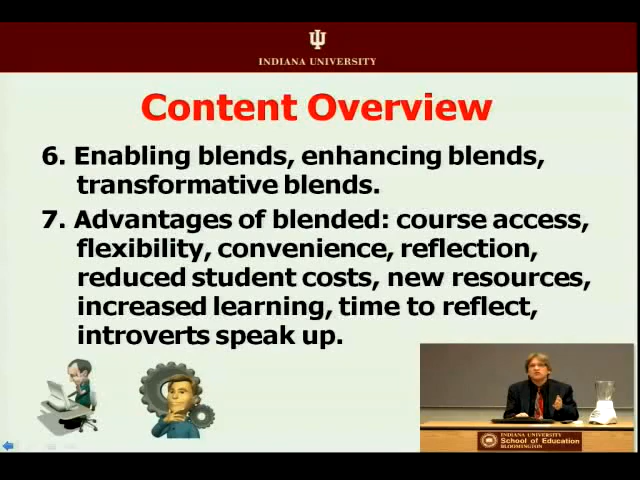 INDIANA UNIVERSITY
Content Overview
6. Enabling blends, enhancing blends,
transformative blends.
7. Advantages of blended: course access,
flexibility, convenience, reflection,
reduced student costs, new resources,
increased learning, time to reflect,
introverts speak up.
INDIANA UNIVERSITY
School of Education
BLOOMINGTON